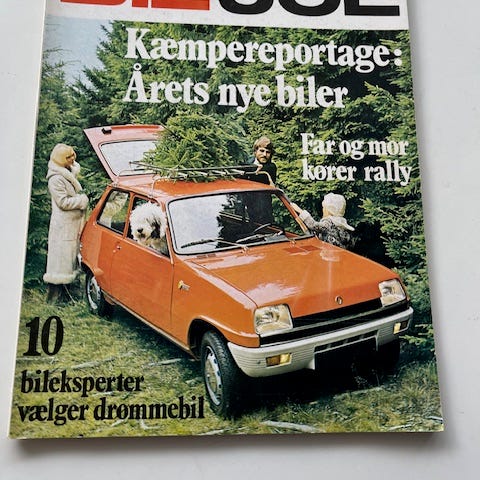 Kæmpereportage:
Årets nye biler
Far og mor
kører rally
10
bileksperter
vælger drømmebil